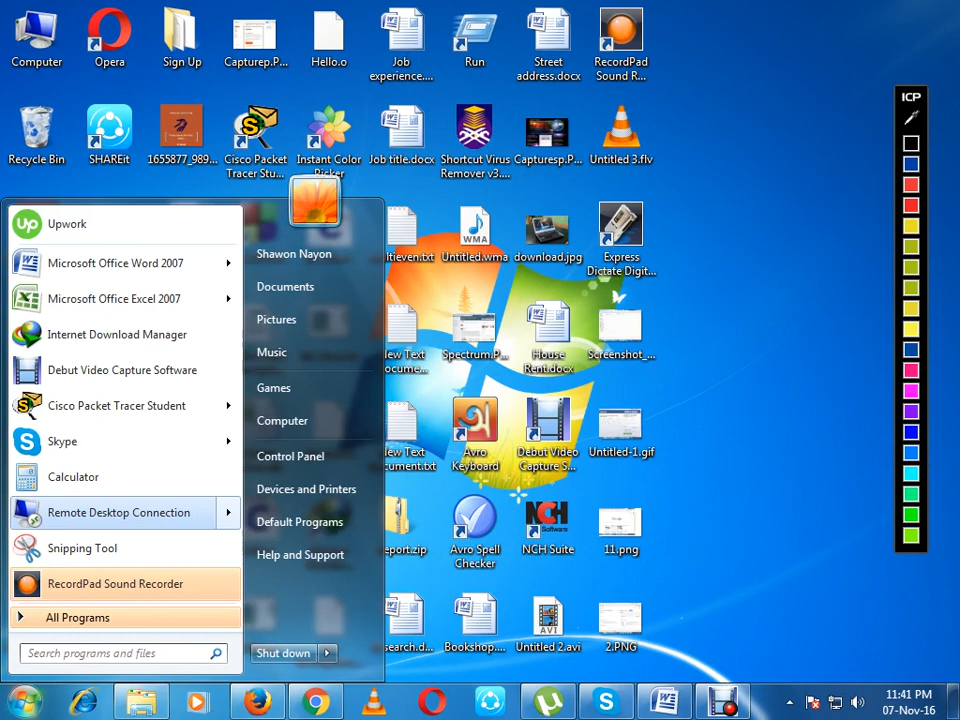 Computer
Opera
Sign Up
Capturep.P...
Hello.o
Job
experience....
Run
Street
address.docx
RecordPad
Sound R...
ICP
Recycle Bin
SHAREit
1655877_989...
Cisco Packet
Tracer Stu...
Instant Color
Picker
Job title.docx
Shortcut Virus
Remover v3....
Capturesp.P...
Untitled 3.flv
Up
Upwork
Microsoft Office Word 2007
Microsoft Office Excel 2007
Internet Download Manager
Debut Video Capture Software
Cisco Packet Tracer Student
Skype
Calculator
Remote Desktop Connection
Snipping Tool
RecordPad Sound Recorder
All Programs
Search programs and files
Shawon Nayon
Documents
Pictures
Music
Games
Computer
Control Panel
Devices and Printers
Default Programs
Help and Support
Shut down
ltieven.txt
WMA
Untitled.wma
download.jpg
Express
Dictate Digit...
lew Text
ocume...
Spectrum.P...
House
Rent.docx
Screenshot_...
lew Text
cument.txt
অ
Avro
Keyboard
Debut Video
Capture S...
Untitled-1.gif
eport.zip
Avro Spell
Checker
NCH
Software
NCH Suite
11.png
search.d...
Bookshop....
AVI
Untitled 2.avi
2.PNG
11:41 PM
07-Nov-16